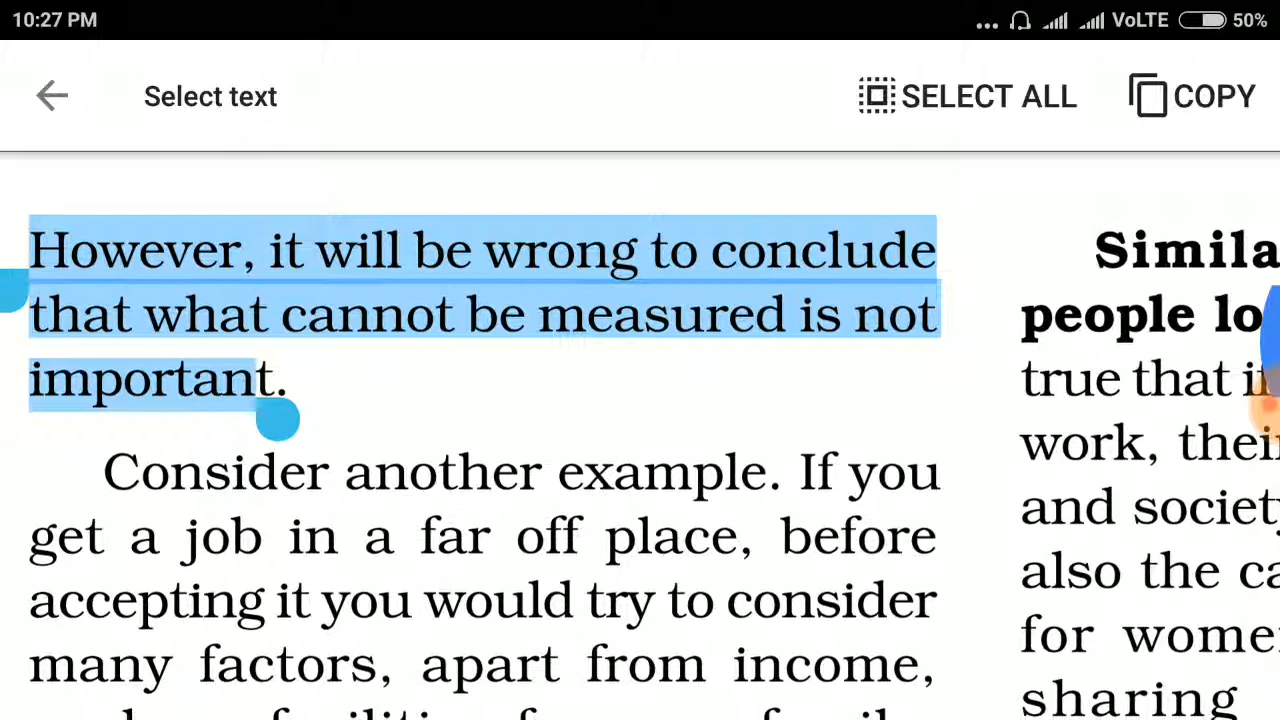 10:27 PM
... VoLTE 50%
Select text
SELECT ALL
COPY
However, it will be wrong to conclude
that what cannot be measured is not
important.
Consider another example. If you
get a job in a far off place, before
accepting it you would try to consider
many factors, apart from income,
Simila
people lo
true that
work, thei
and society
also the ca
for wome
sharing